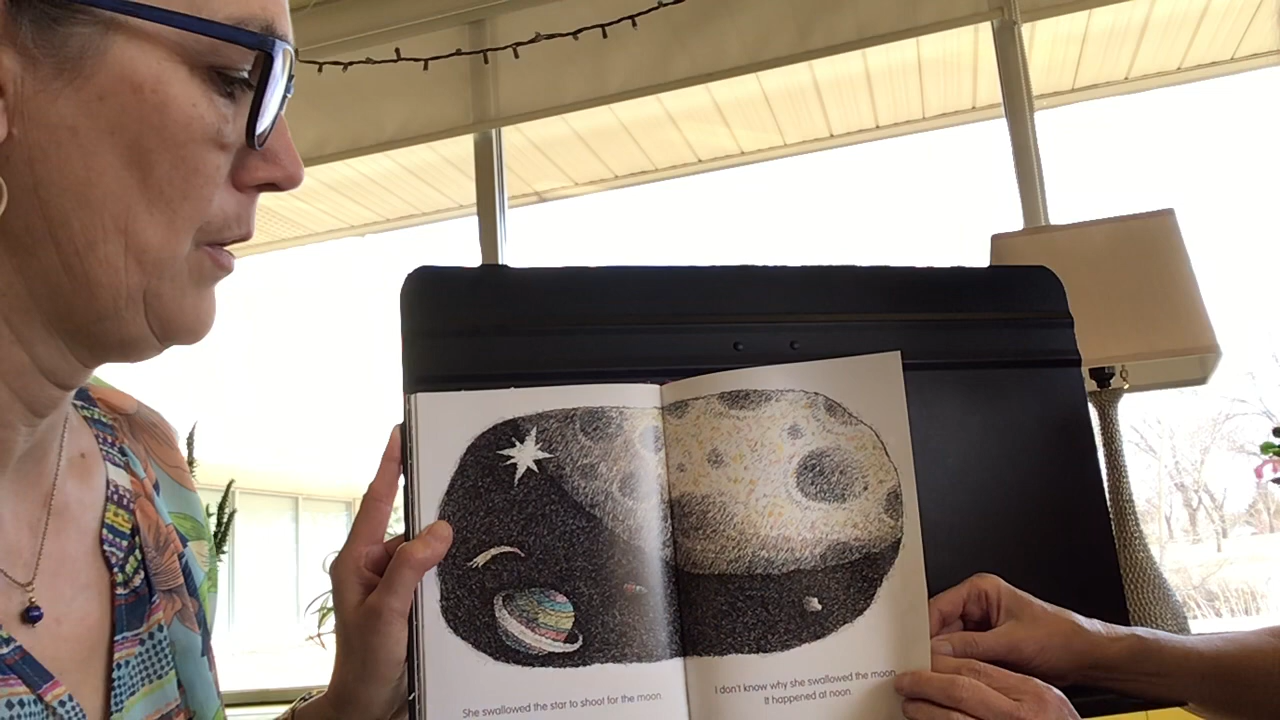 She swallowed the star to shoot for the moon.
I don't know why she swallowed the moon.
It happened at noon.